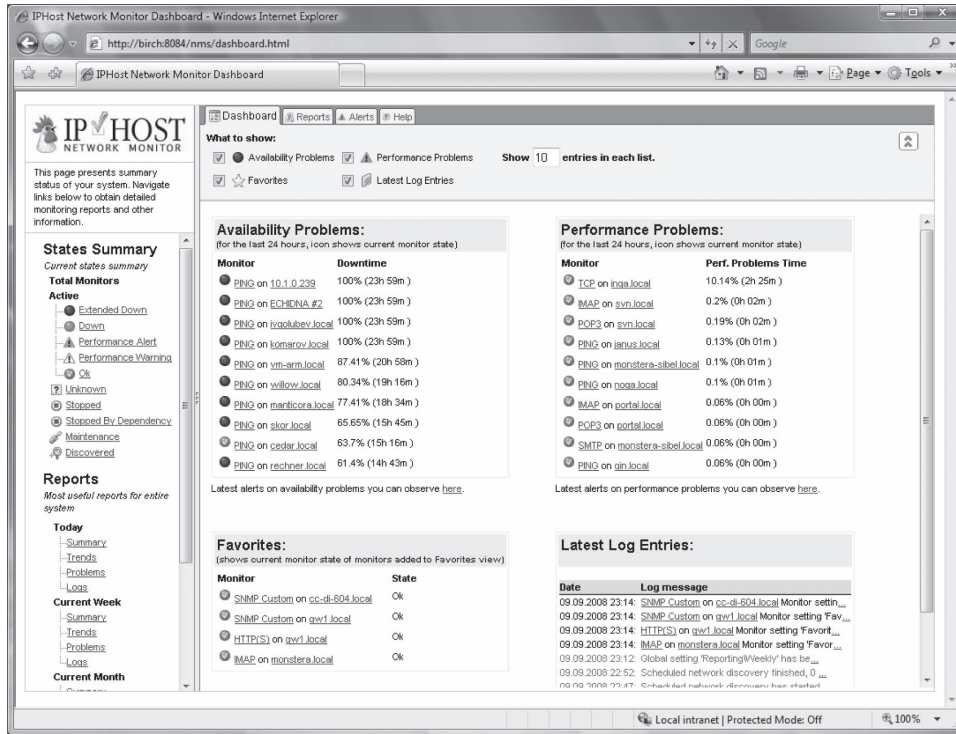 IPHost Network Monitor Dashboard - Windows Internet Explorer
http://birch:8084/nms/dashboard.html
Google
IPHost Network Monitor Dashboard
Page
Tools
IP HOST
NETWORK MONITOR
This page presents summary
status of your system. Navigate
links below to obtain detailed
monitoring reports and other
information.
States Summary
Current states summary
Total Monitors
Active
Extended Down
Down
Performance Alert
Performance Warning
Ok
Unknown
Stopped
Stopped By Dependency
Maintenance
Discovered
Reports
Most useful reports for entire
system
Today
Summary
Trends
Problems
Logs
Current Week
Summary
Trends
Problems
Logs
Current Month
Dashboard Reports Alerts Help
What to show:
Availability Problems Performance Problems Show 10 entries in each list.
Favorites Latest Log Entries
Availability Problems:
(for the last 24 hours, icon shows current monitor state)
Monitor Downtime
PING on 10.1.0.239 100% (23h 59m )
PING on ECHIDNA #2 100% (23h 59m )
PING on ivgolubev.local 100% (23h 59m )
PING on komarov.local 100% (23h 59m )
PING on vm-arm.local 87.41% (20h 58m )
PING on willow.local 80.34% (19h 16m )
PING on manticora.local 77.41% (18h 34m )
PING on skor.local 65.65% (15h 45m )
PING on cedar.local 63.7% (15h 16m )
PING on rechner.local 61.4% (14h 43m )
Latest alerts on availability problems you can observe here.
Performance Problems:
(for the last 24 hours, icon shows current monitor state)
Monitor Perf. Problems Time
TCP on inga.local 10.14% (2h 25m )
IMAP on svn.local 0.2% (0h 02m )
POP3 on svn.local 0.19% (0h 02m )
PING on janus.local 0.13% (0h 01m )
PING on monstera-sibel.local 0.1% (0h 01m )
PING on noga.local 0.1% (0h 01m )
IMAP on portal.local 0.06% (0h 00m )
POP3 on portal.local 0.06% (0h 00m )
SMTP on monstera-sibel.local 0.06% (0h 00m )
PING on gin.local 0.06% (0h 00m )
Latest alerts on performance problems you can observe here.
Favorites:
(shows current monitor state of monitors added to Favorites view)
Monitor State
SNMP Custom on cc-di-604.local Ok
SNMP Custom on gw1.local Ok
HTTP(S) on gw1.local Ok
IMAP on monstera.local Ok
Latest Log Entries:
Date Log message
09.09.2008 23:14: SNMP Custom on cc-di-604.local Monitor settin...
09.09.2008 23:14: SNMP Custom on gw1.local Monitor setting 'Fav...
09.09.2008 23:14: HTTP(S) on gw1.local Monitor setting 'Favorit...
09.09.2008 23:14: IMAP on monstera.local Monitor setting 'Favor...
09.09.2008 23:12: Global setting 'ReportingWeekly' has be...
09.09.2008 22:52: Scheduled network discovery finished, 0 ...
09.09.2008 22:47: Scheduled network discovery has started
Local intranet | Protected Mode: Off
100%